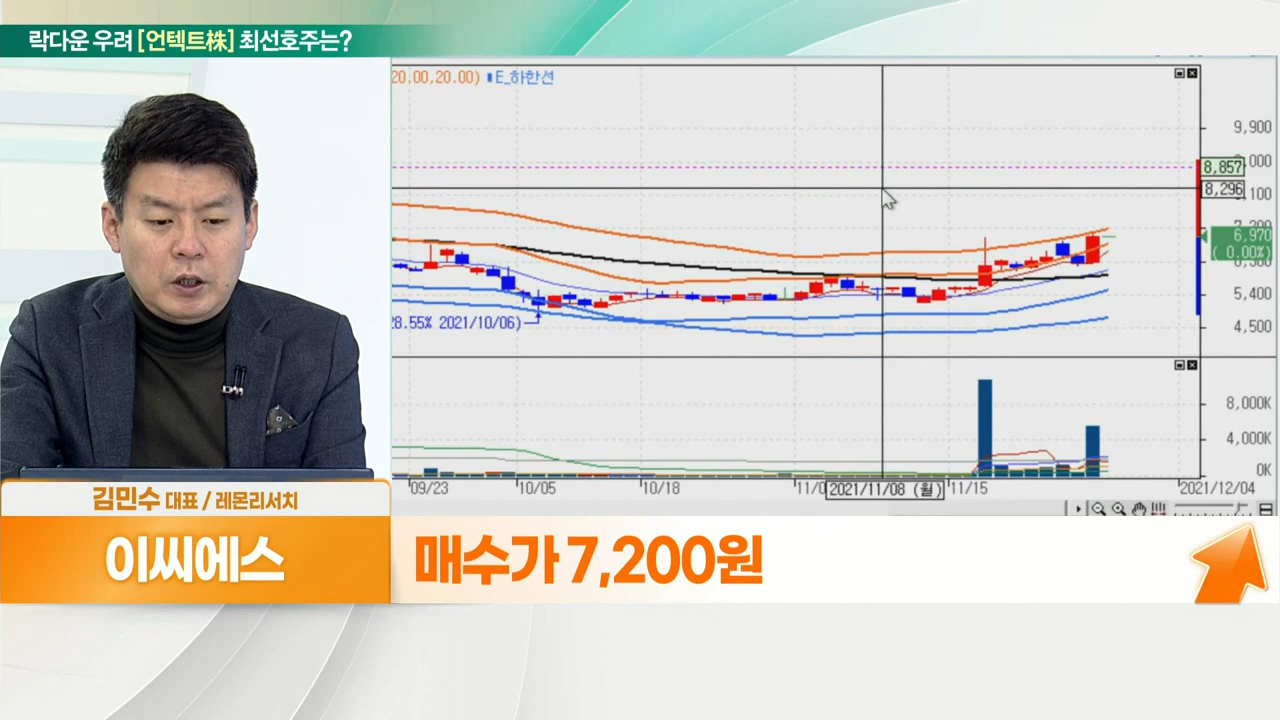 락다운 우려 [언텍트株] 최선호주는?
20.00,20.00) E_하한선
9,900
8,857
8,296
6,970
( 0.00%)
5,400
28.55% 2021/10/06)
4,500
8,000K
4,000K
0K
09/23
10/05
10/18
2021/11/08 (월)
11/15
2021/12/04
김민수 대표 / 레몬리서치
이씨에스
매수가 7,200원